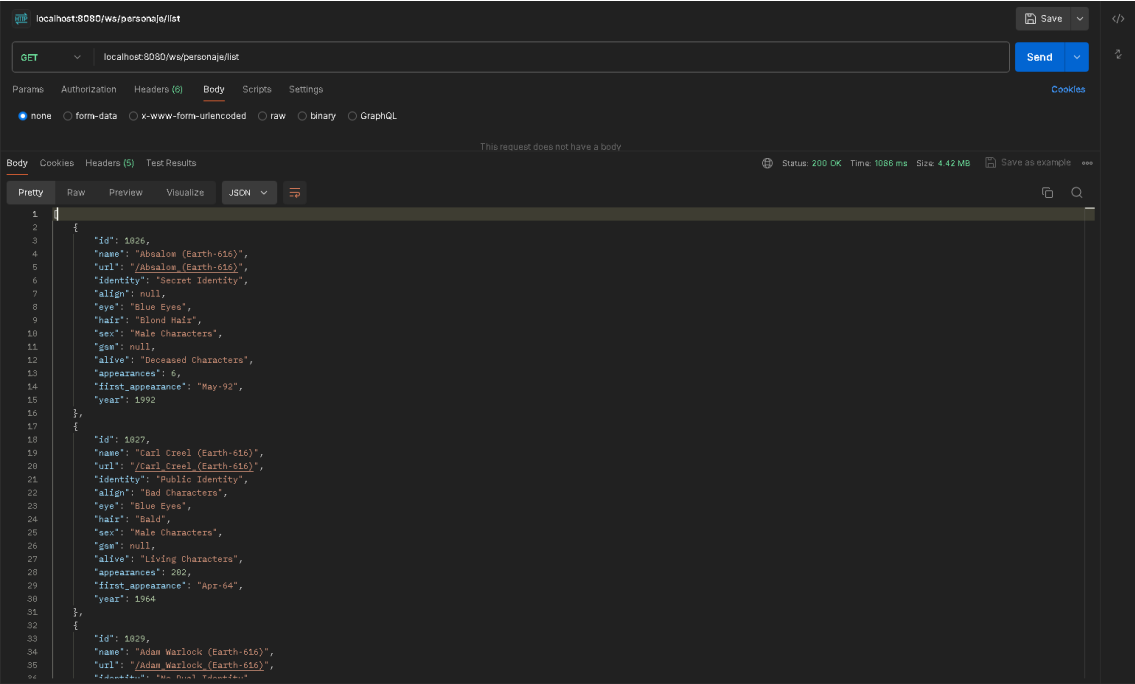 HTTP localhost:8080/ws/personaje/list Save </>
GET localhost:8080/ws/personaje/list Send
Params Authorization Headers (6) Body Scripts Settings Cookies
none form-data x-www-form-urlencoded raw binary GraphQL
This request does not have a body
Body Cookies Headers (5) Test Results Status: 200 OK Time: 1086 ms Size: 4.42 MB Save as example
Pretty Raw Preview Visualize JSON
1 [
2 {
3 "id": 1026,
4 "name": "Absalom (Earth-616)",
5 "url": "/Absalom_(Earth-616)",
6 "identity": "Secret Identity",
7 "align": null,
8 "eye": "Blue Eyes",
9 "hair": "Blond Hair",
10 "sex": "Male Characters",
11 "gsm": null,
12 "alive": "Deceased Characters",
13 "appearances": 6,
14 "first_appearance": "May-92",
15 "year": 1992
16 },
17 {
18 "id": 1027,
19 "name": "Carl Creel (Earth-616)",
20 "url": "/Carl_Creel_(Earth-616)",
21 "identity": "Public Identity",
22 "align": "Bad Characters",
23 "eye": "Blue Eyes",
24 "hair": "Bald",
25 "sex": "Male Characters",
26 "gsm": null,
27 "alive": "Living Characters",
28 "appearances": 202,
29 "first_appearance": "Apr-64",
30 "year": 1964
31 },
32 {
33 "id": 1029,
34 "name": "Adam Warlock (Earth-616)",
35 "url": "/Adam_Warlock_(Earth-616)",
36 "identity": "No Dual Identity"